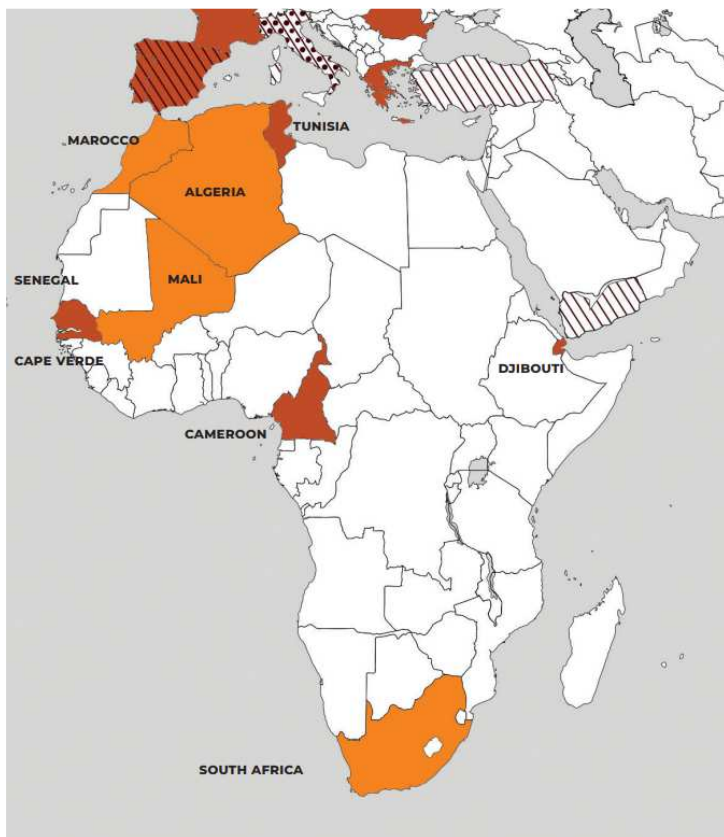 TUNISIA
MAROCCO
ALGERIA
SENEGAL
MALI
CAPE VERDE
DJIBOUTI
CAMEROON
SOUTH AFRICA